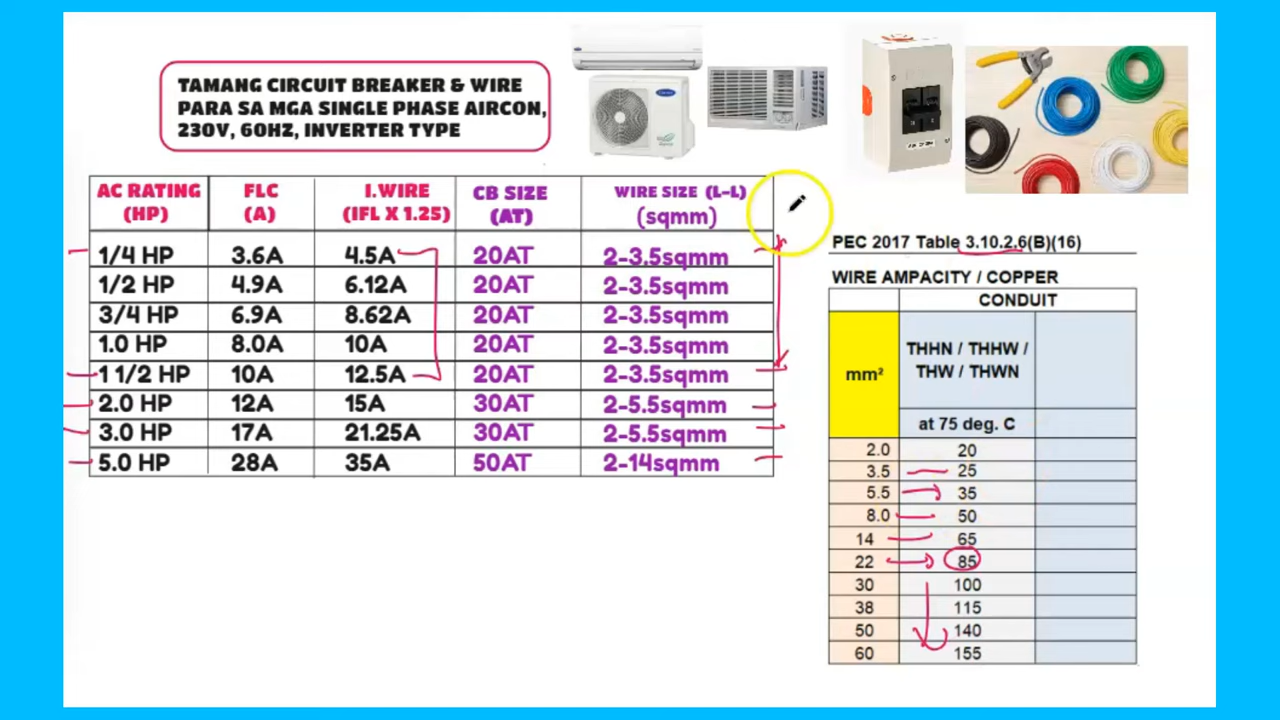 TAMANG CIRCUIT BREAKER & WIRE
PARA SA MGA SINGLE PHASE AIRCON,
230V, 60HZ, INVERTER TYPE
AC RATING (HP) FLC (A) I.WIRE (IFL X 1.25) CB SIZE (AT) WIRE SIZE (L-L) (sqmm)
1/4 HP 3.6A 4.5A 20AT 2-3.5sqmm
1/2 HP 4.9A 6.12A 20AT 2-3.5sqmm
3/4 HP 6.9A 8.62A 20AT 2-3.5sqmm
1.0 HP 8.0A 10A 20AT 2-3.5sqmm
1 1/2 HP 10A 12.5A 20AT 2-3.5sqmm
2.0 HP 12A 15A 30AT 2-5.5sqmm
3.0 HP 17A 21.25A 30AT 2-5.5sqmm
5.0 HP 28A 35A 50AT 2-14sqmm
PEC 2017 Table 3.10.2.6(B)(16)
WIRE AMPACITY / COPPER
CONDUIT
mm²
THHN / THHW /
THW / THWN
at 75 deg. C
2.0 20
3.5 25
5.5 35
8.0 50
14 65
22 85
30 100
38 115
50 140
60 155